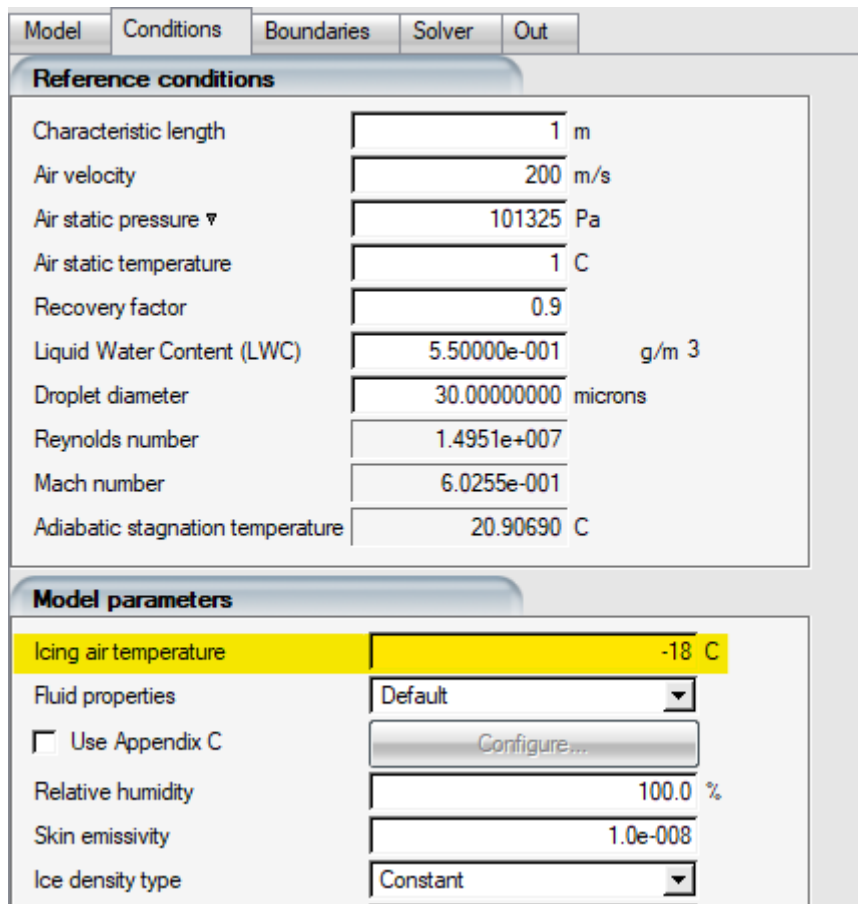 Model Conditions Boundaries Solver Out
Reference conditions
Characteristic length 1 m
Air velocity 200 m/s
Air static pressure 101325 Pa
Air static temperature 1 C
Recovery factor 0.9
Liquid Water Content (LWC) 5.50000e-001 g/m 3
Droplet diameter 30.00000000 microns
Reynolds number 1.4951e+007
Mach number 6.0255e-001
Adiabatic stagnation temperature 20.90690 C
Model parameters
Icing air temperature -18 C
Fluid properties Default
Use Appendix C Configure...
Relative humidity 100.0 %
Skin emissivity 1.0e-008
Ice density type Constant